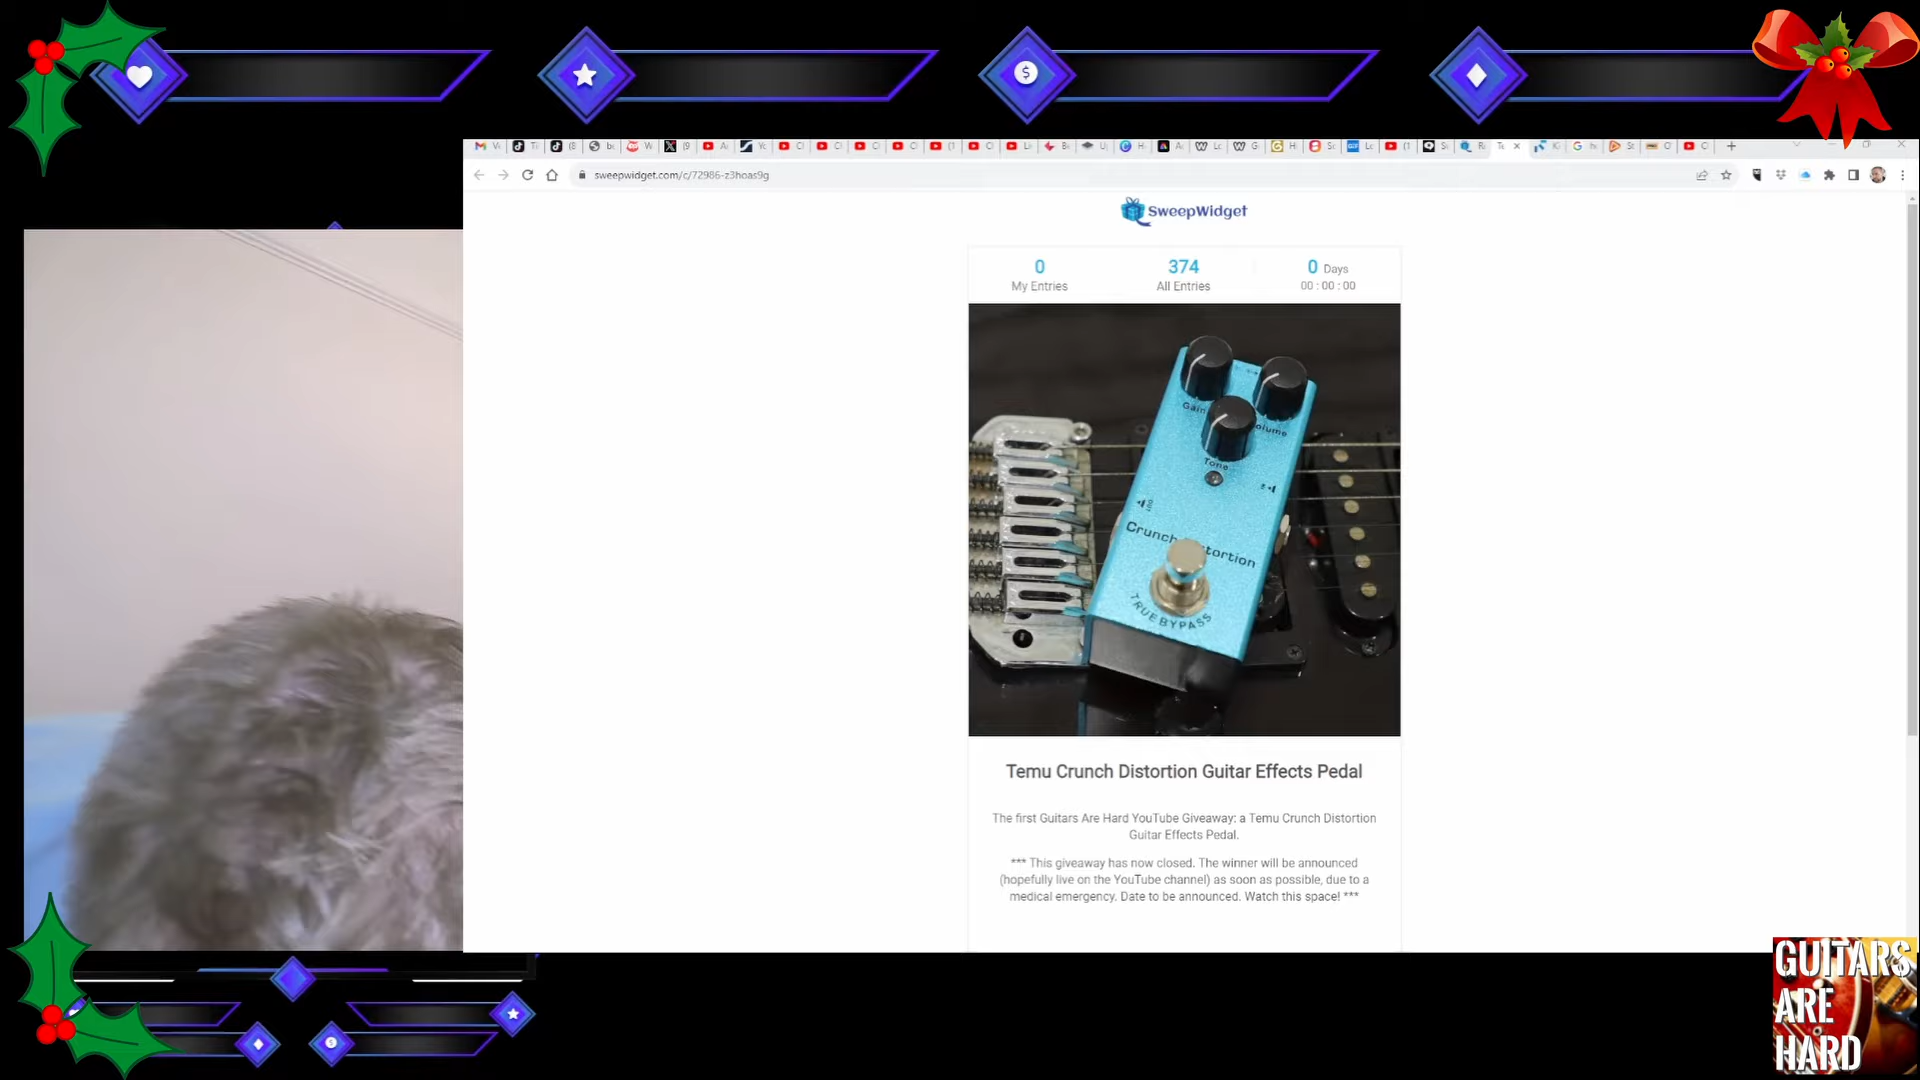 sweepwidget.com/c/72986-z3hoas9g
SweepWidget
0
My Entries
374
All Entries
0 Days
00 : 00 : 00
Gain
Tone
TRUE BYPASS
Temu Crunch Distortion Guitar Effects Pedal
The first Guitars Are Hard YouTube Giveaway: a Temu Crunch Distortion
Guitar Effects Pedal.
*** This giveaway has now closed. The winner will be announced
(hopefully live on the YouTube channel) as soon as possible, due to a
medical emergency. Date to be announced. Watch this space! ***
GUITARS
ARE
HARD